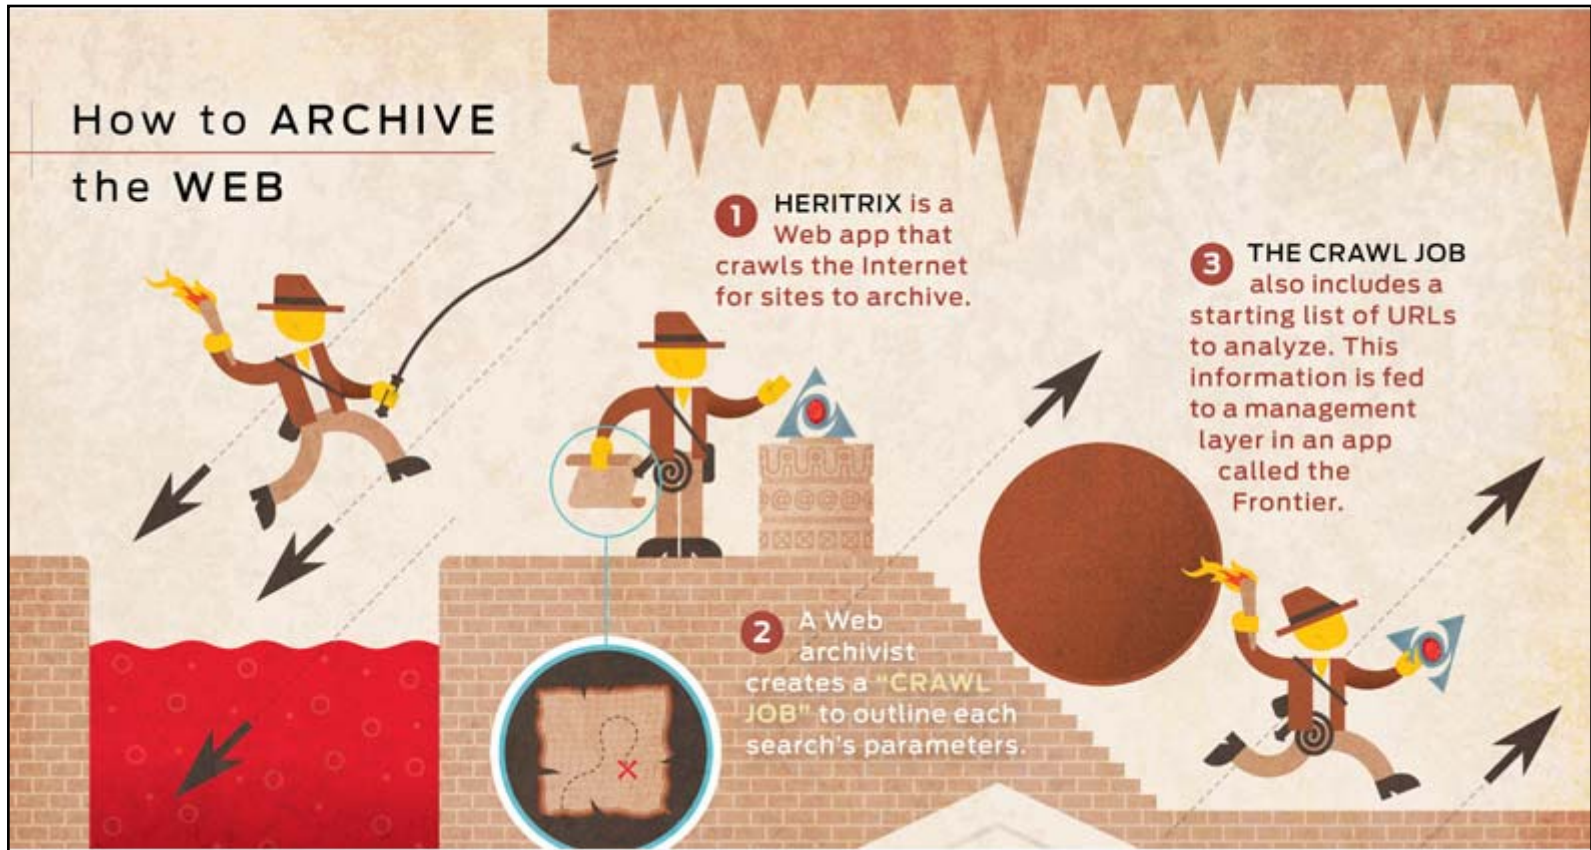 How to ARCHIVE
the WEB
1 HERITRIX is a
Web app that
crawls the Internet
for sites to archive.
2 A Web
archivist
creates a "CRAWL
JOB" to outline each
search's parameters.
3 THE CRAWL JOB
also includes a
starting list of URLs
to analyze. This
information is fed
to a management
layer in an app
called the
Frontier.